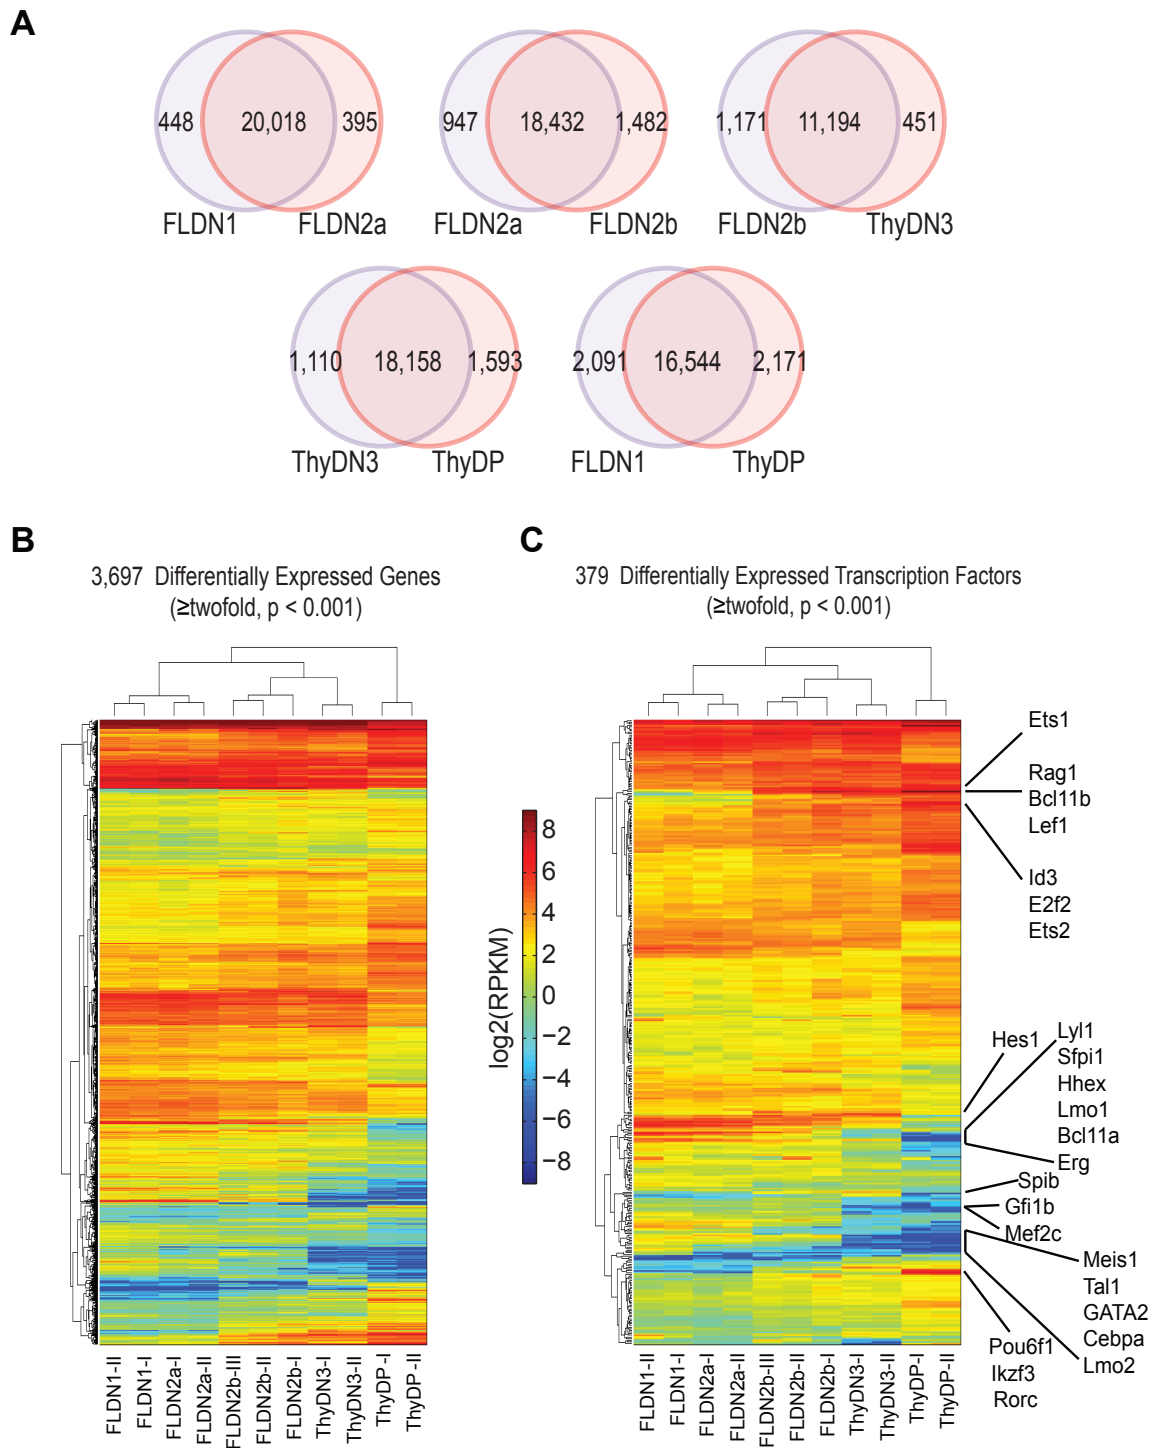 A
448 20,018 395
FLDN1 FLDN2a
947 18,432 1,482
FLDN2a FLDN2b
1,171 11,194 451
FLDN2b ThyDN3
1,110 18,158 1,593
ThyDN3 ThyDP
2,091 16,544 2,171
FLDN1 ThyDP
B
3,697 Differentially Expressed Genes
(≥twofold, p < 0.001)
FLDN1-II
FLDN1-I
FLDN2a-I
FLDN2a-II
FLDN2b-III
FLDN2b-II
FLDN2b-I
ThyDN3-I
ThyDN3-II
ThyDP-I
ThyDP-II
log2(RPKM)
8
6
4
2
0
−2
−4
−6
−8
C
379 Differentially Expressed Transcription Factors
(≥twofold, p < 0.001)
Ets1
Rag1
Bcl11b
Lef1
Id3
E2f2
Ets2
Hes1
Lyl1
Sfpi1
Hhex
Lmo1
Bcl11a
Erg
Spib
Gfi1b
Mef2c
Meis1
Tal1
GATA2
Cebpa
Lmo2
Pou6f1
Ikzf3
Rorc
FLDN1-II
FLDN1-I
FLDN2a-I
FLDN2a-II
FLDN2b-III
FLDN2b-II
FLDN2b-I
ThyDN3-I
ThyDN3-II
ThyDP-I
ThyDP-II